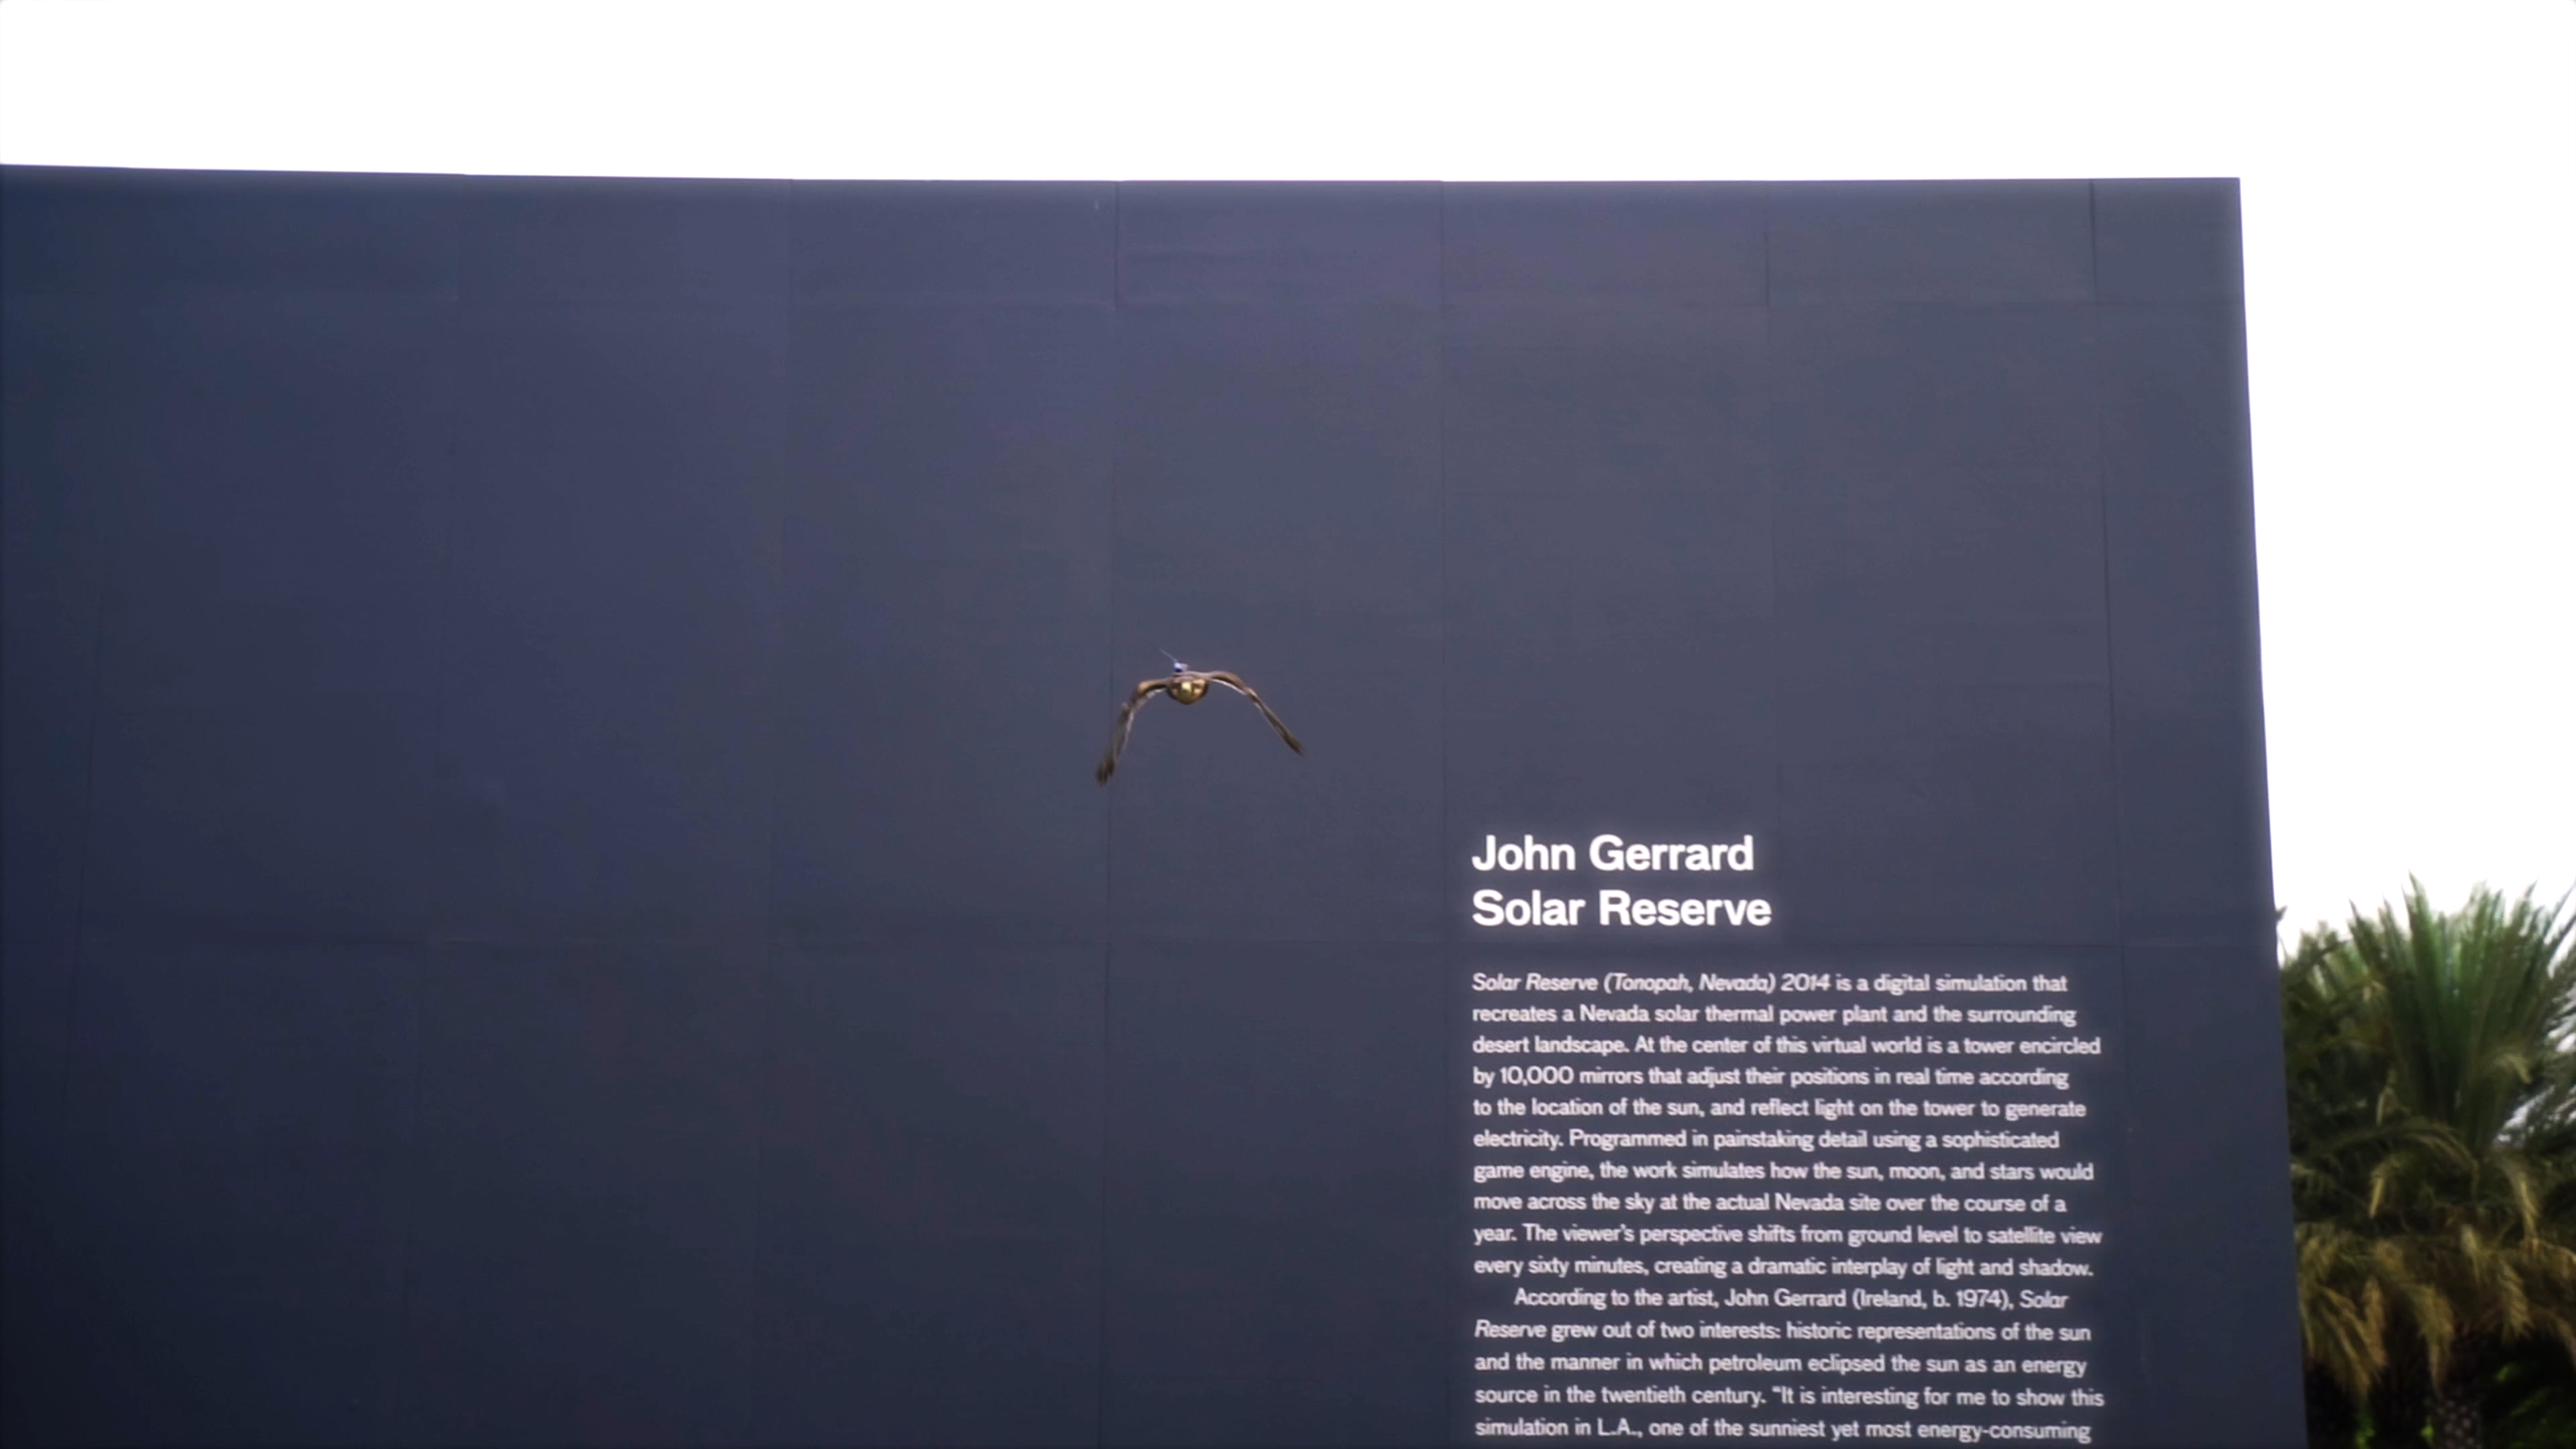 John Gerrard
Solar Reserve
Solar Reserve (Tonopah, Nevada) 2014 is a digital simulation that
recreates a Nevada solar thermal power plant and the surrounding
desert landscape. At the center of this virtual world is a tower encircled
by 10,000 mirrors that adjust their positions in real time according
to the location of the sun, and reflect light on the tower to generate
electricity. Programmed in painstaking detail using a sophisticated
game engine, the work simulates how the sun, moon, and stars would
move across the sky at the actual Nevada site over the course of a
year. The viewer's perspective shifts from ground level to satellite view
every sixty minutes, creating a dramatic interplay of light and shadow.
According to the artist, John Gerrard (Ireland, b. 1974), Solar
Reserve grew out of two interests: historic representations of the sun
and the manner in which petroleum eclipsed the sun as an energy
source in the twentieth century. "It is interesting for me to show this
simulation in L.A., one of the sunniest yet most energy-consuming